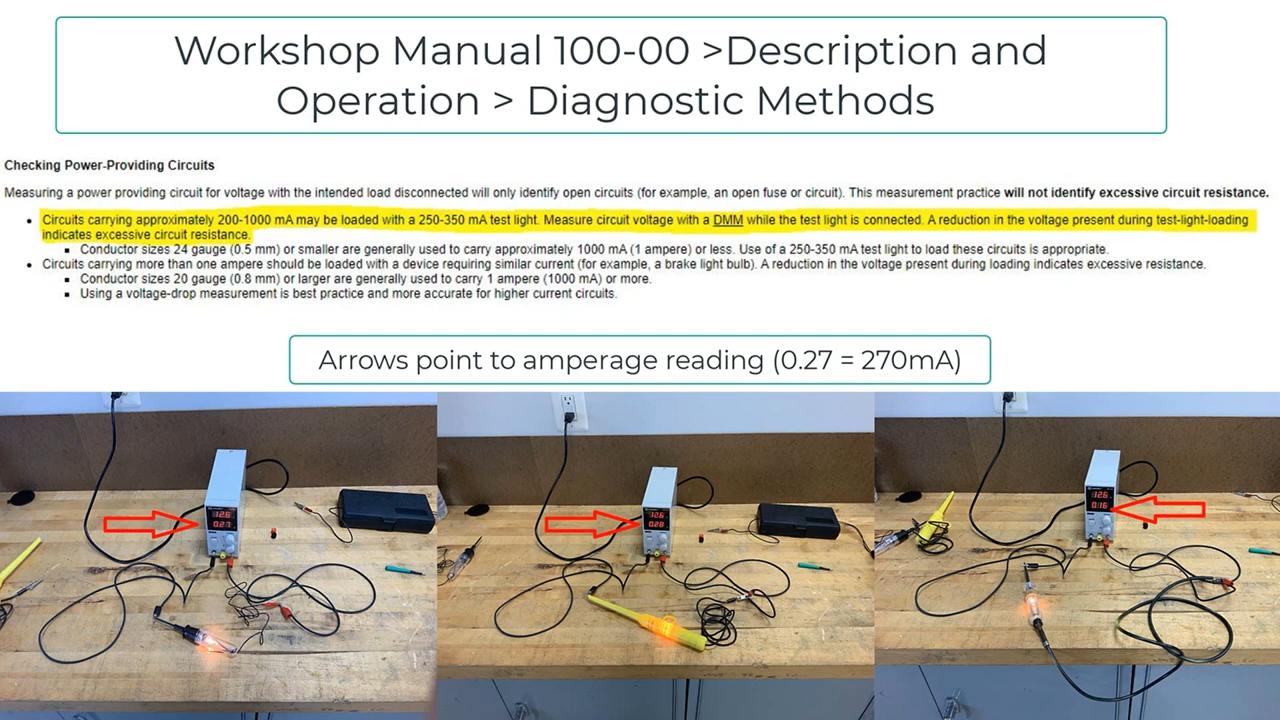 Workshop Manual 100-00 >Description and
Operation > Diagnostic Methods
Checking Power-Providing Circuits
Measuring a power providing circuit for voltage with the intended load disconnected will only identify open circuits (for example, an open fuse or circuit). This measurement practice will not identify excessive circuit resistance.
• Circuits carrying approximately 200-1000 mA may be loaded with a 250-350 mA test light. Measure circuit voltage with a DMM while the test light is connected. A reduction in the voltage present during test-light-loading
indicates excessive circuit resistance.
▪ Conductor sizes 24 gauge (0.5 mm) or smaller are generally used to carry approximately 1000 mA (1 ampere) or less. Use of a 250-350 mA test light to load these circuits is appropriate.
• Circuits carrying more than one ampere should be loaded with a device requiring similar current (for example, a brake light bulb). A reduction in the voltage present during loading indicates excessive resistance.
▪ Conductor sizes 20 gauge (0.8 mm) or larger are generally used to carry 1 ampere (1000 mA) or more.
▪ Using a voltage-drop measurement is best practice and more accurate for higher current circuits.
Arrows point to amperage reading (0.27 = 270mA)
12.6
0.27
12.6
0.28
12.6
0.16